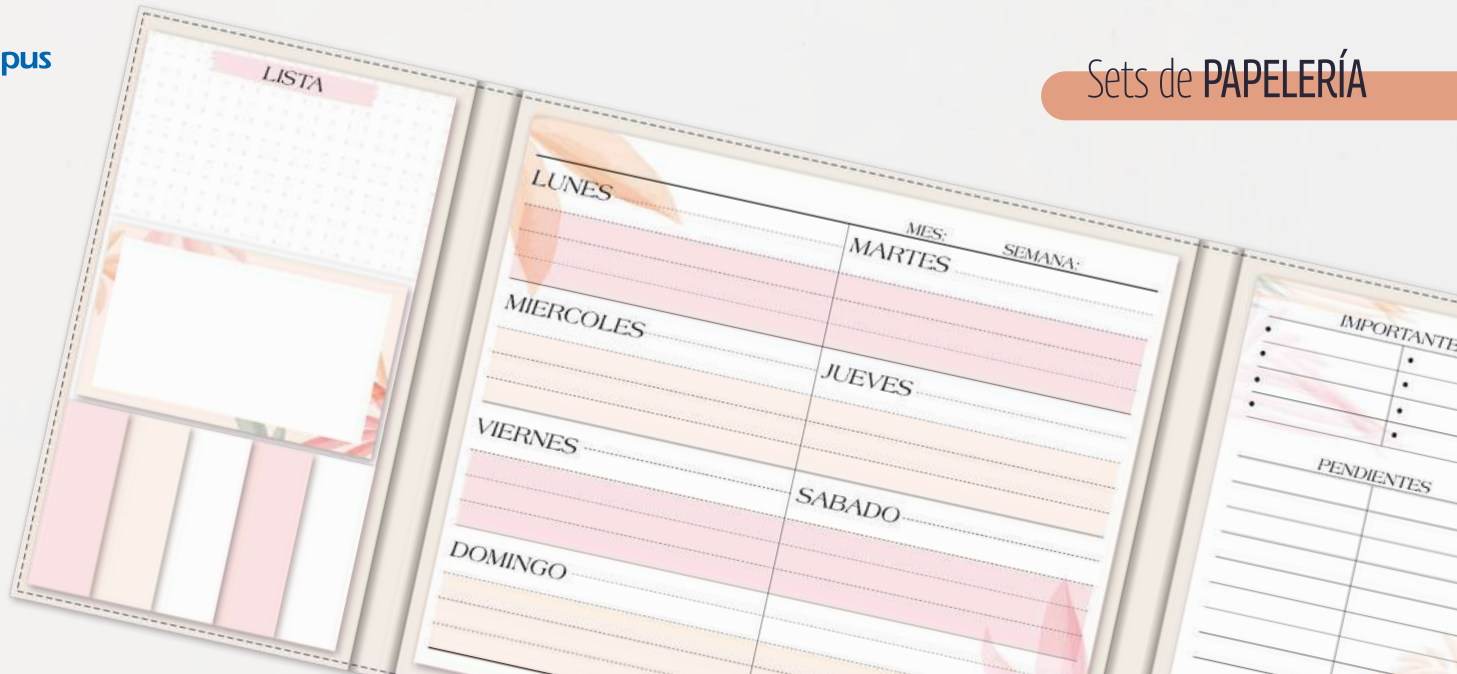 pus
Sets de PAPELERÍA
LISTA
MES: SEMANA:
LUNES
MARTES
MIERCOLES
JUEVES
VIERNES
SABADO
DOMINGO
IMPORTANTE
PENDIENTES